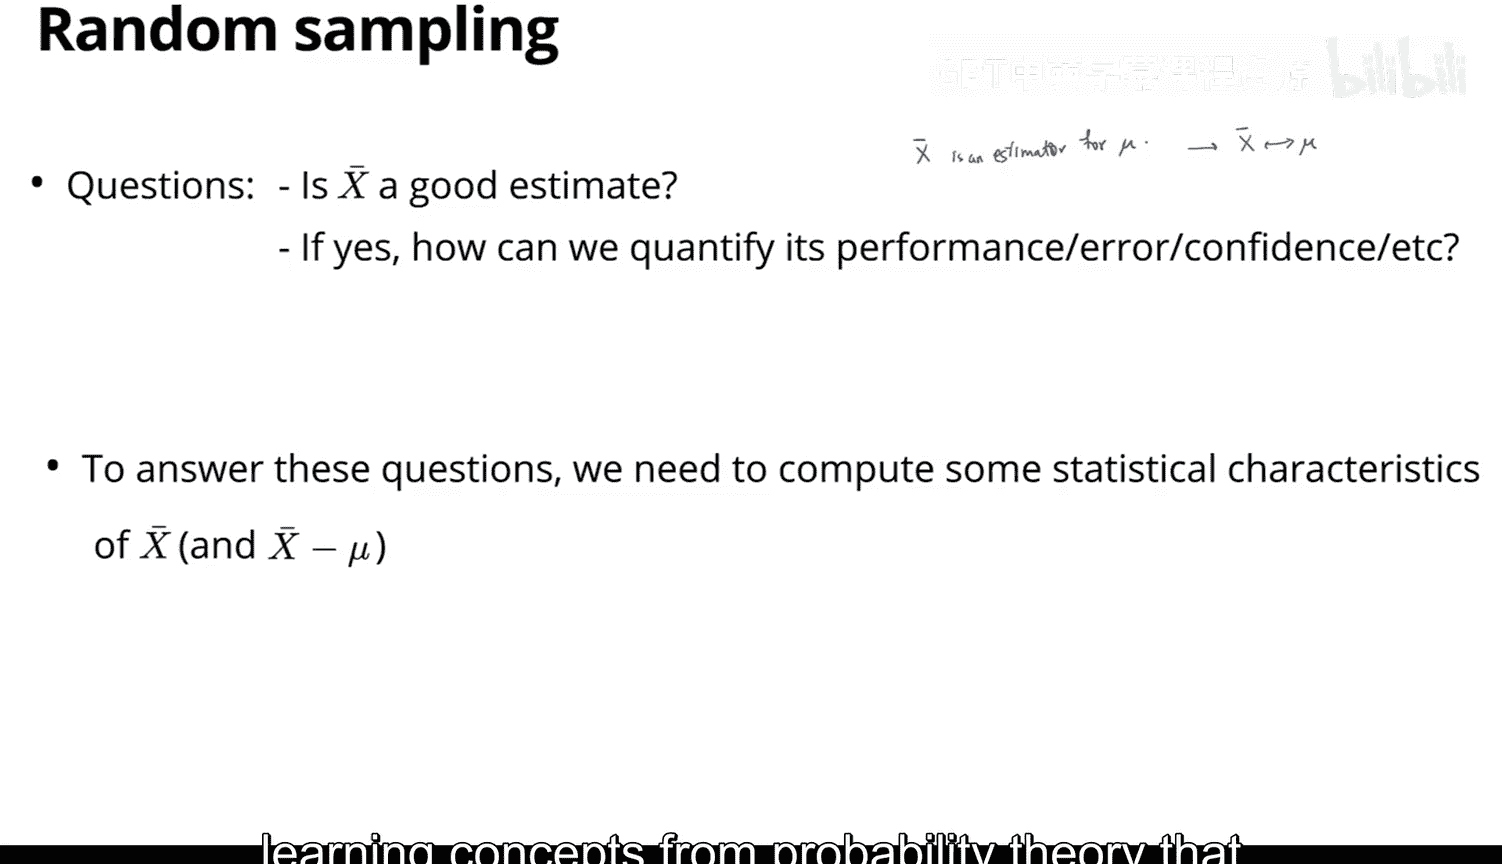 Random sampling
bilibili
X̄ is an estimator for μ. → X̄ ↔ μ
• Questions: - Is X̄ a good estimate?
- If yes, how can we quantify its performance/error/confidence/etc?
• To answer these questions, we need to compute some statistical characteristics
of X̄ (and X̄ − μ)
learning concepts from probability theory that